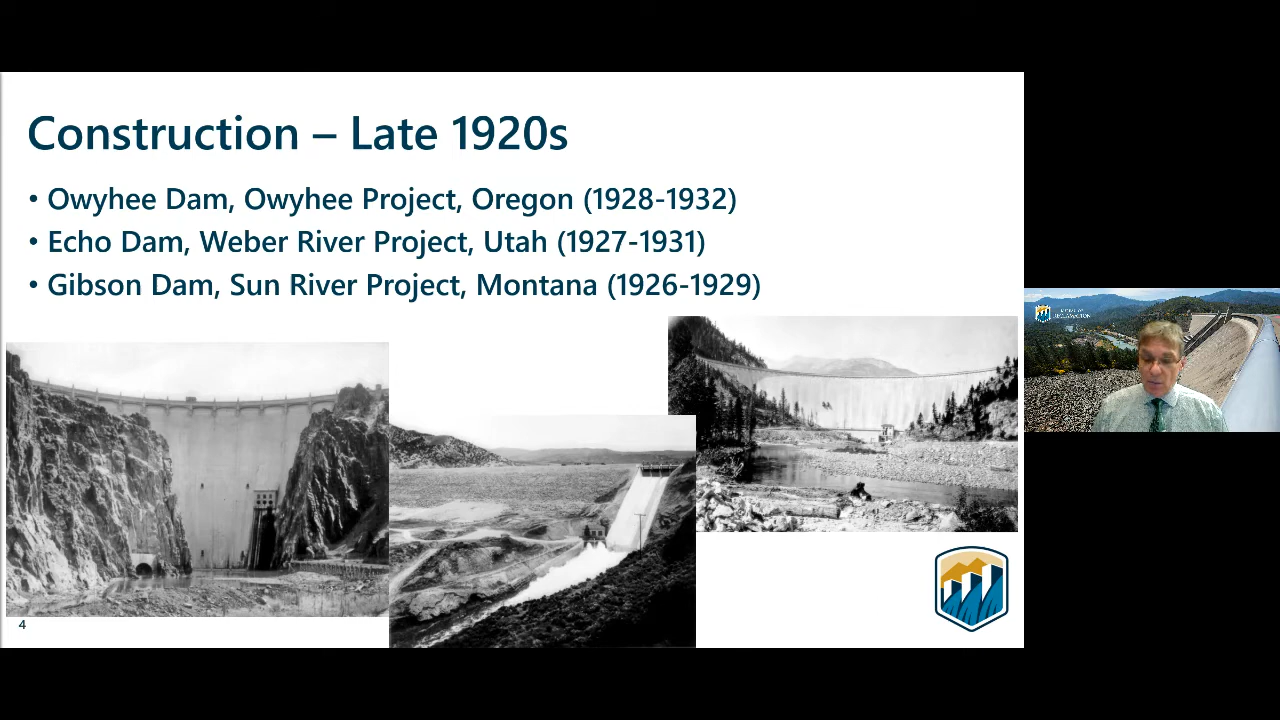 Construction – Late 1920s
• Owyhee Dam, Owyhee Project, Oregon (1928-1932)
• Echo Dam, Weber River Project, Utah (1927-1931)
• Gibson Dam, Sun River Project, Montana (1926-1929)
RECLAMATION
4